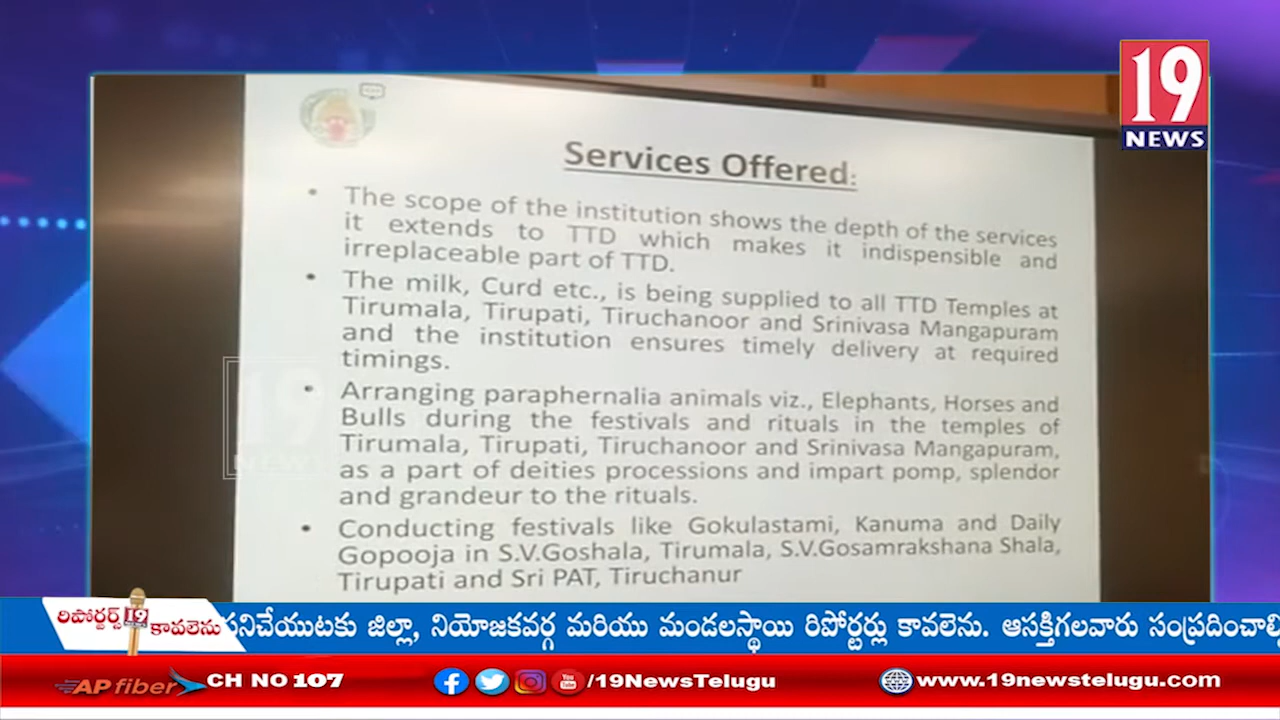 19
NEWS
Services Offered:
• The scope of the institution shows the depth of the services
it extends to TTD which makes it indispensible and
irreplaceable part of TTD.
• The milk, Curd etc., is being supplied to all TTD Temples at
Tirumala, Tirupati, Tiruchanoor and Srinivasa Mangapuram
and the institution ensures timely delivery at required
timings.
• Arranging paraphernalia animals viz., Elephants, Horses and
Bulls during the festivals and rituals in the temples of
Tirumala, Tirupati, Tiruchanoor and Srinivasa Mangapuram,
as a part of deities processions and impart pomp, splendor
and grandeur to the rituals.
• Conducting festivals like Gokulastami, Kanuma and Daily
Gopooja in S.V.Goshala, Tirumala, S.V.Gosamrakshana Shala,
Tirupati and Sri PAT, Tiruchanur
19
NEWS
రిపోర్టర్స్ 19
కావలెను
పనిచేయుటకు జిల్లా, నియోజకవర్గ మరియు మండలస్థాయి రిపోర్టర్లు కావలెను. ఆసక్తిగలవారు సంప్రదించాల్సి
AP fiber CH NO 107 /19NewsTelugu www.19newstelugu.com